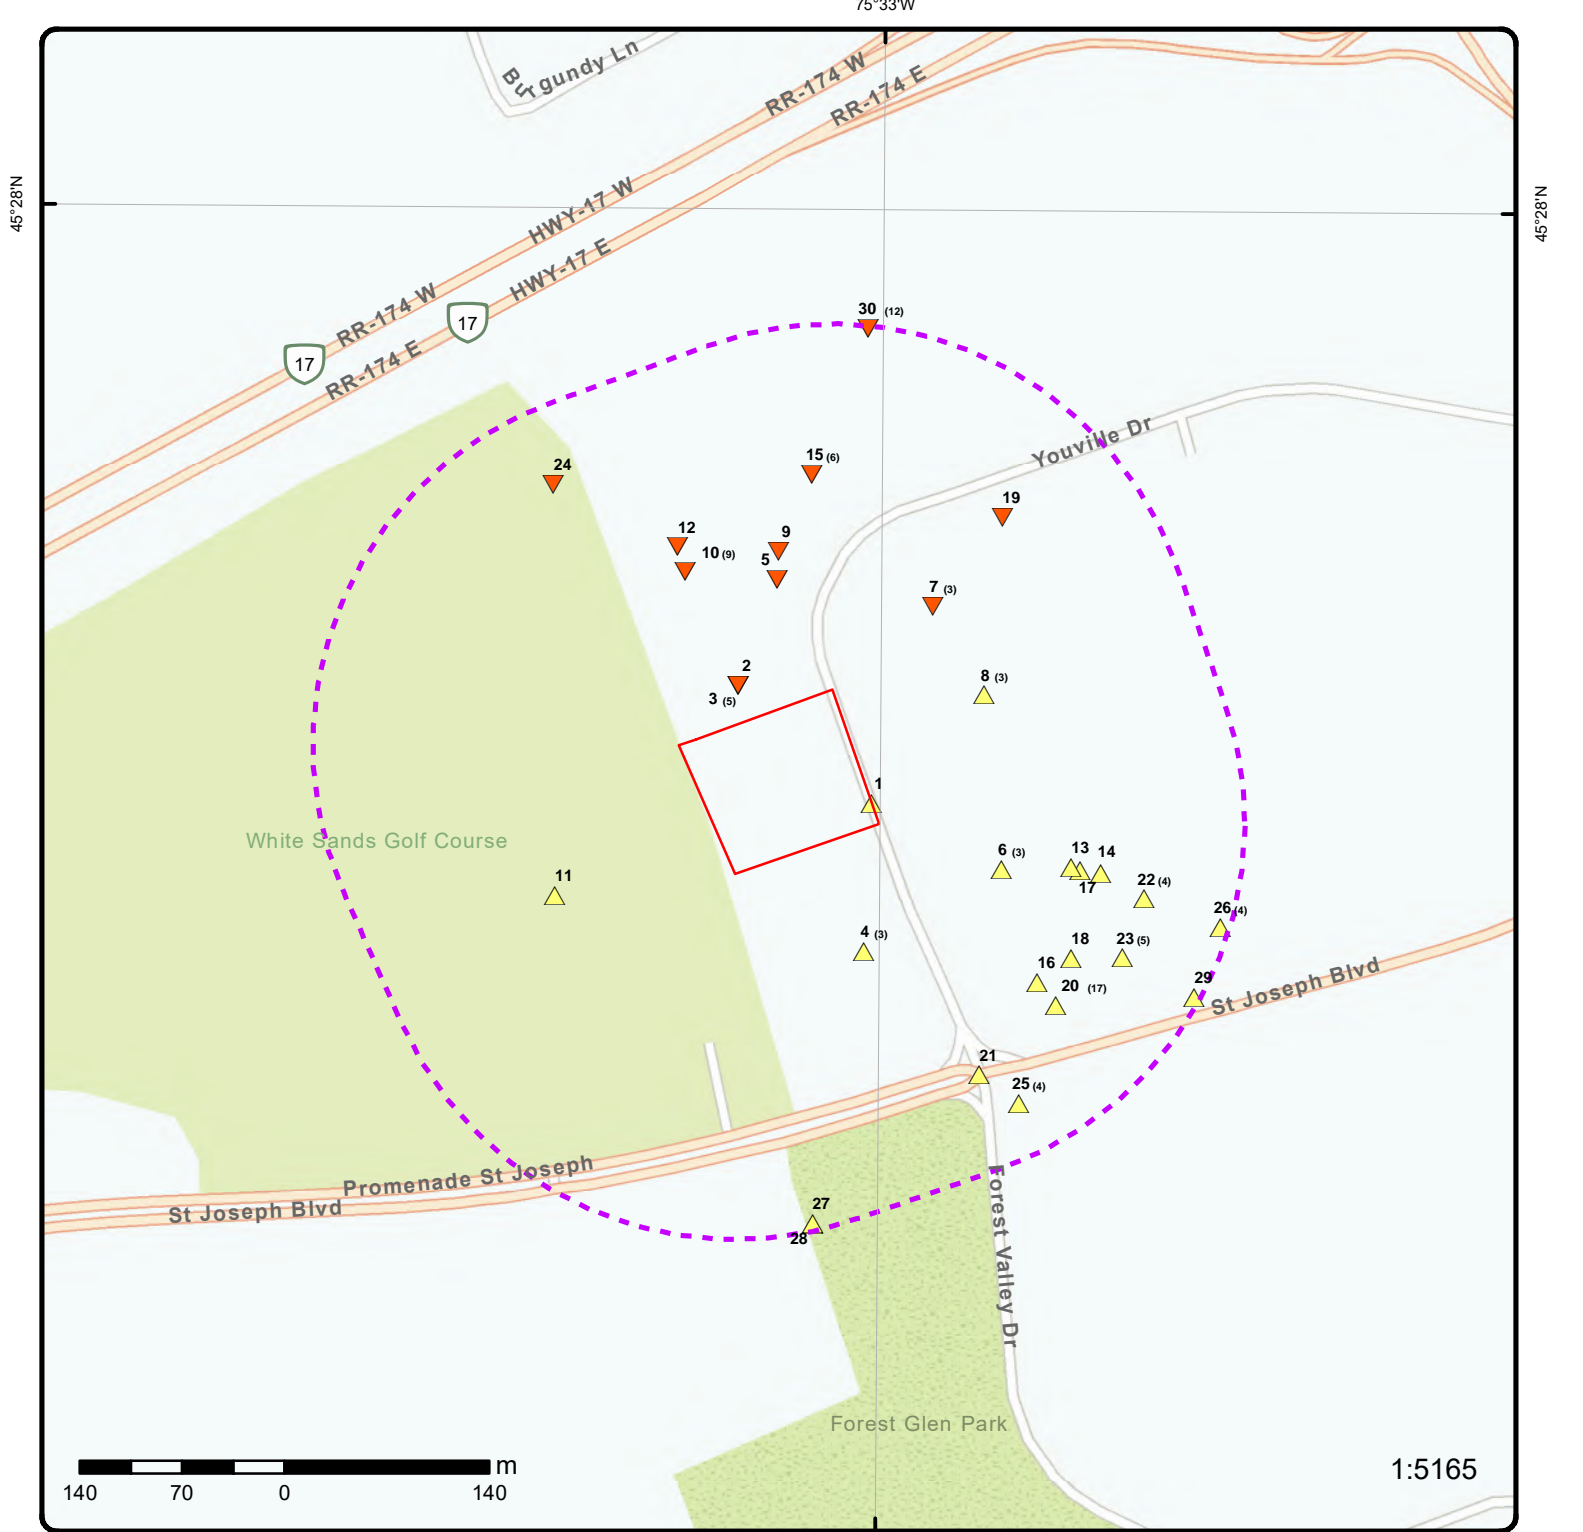 75°33'W
Burgundy Ln
RR-174 W
RR-174 E
HWY-17 W
45°28'N
45°28'N
HWY-17 E
RR-174 W
17
17
RR-174 E
30 (12)
Youville Dr
24
15 (6)
19
12
9
10 (9)
5
7 (3)
2
8 (3)
3 (5)
1
White Sands Golf Course
6 (3)
13
14
11
17
22 (4)
26 (4)
4 (3)
18
23 (5)
16
20 (17)
29
St Joseph Blvd
21
25 (4)
Promenade St Joseph
St Joseph Blvd
27
28
Forest Valley Dr
Forest Glen Park
m
1:5165
140 70 0 140